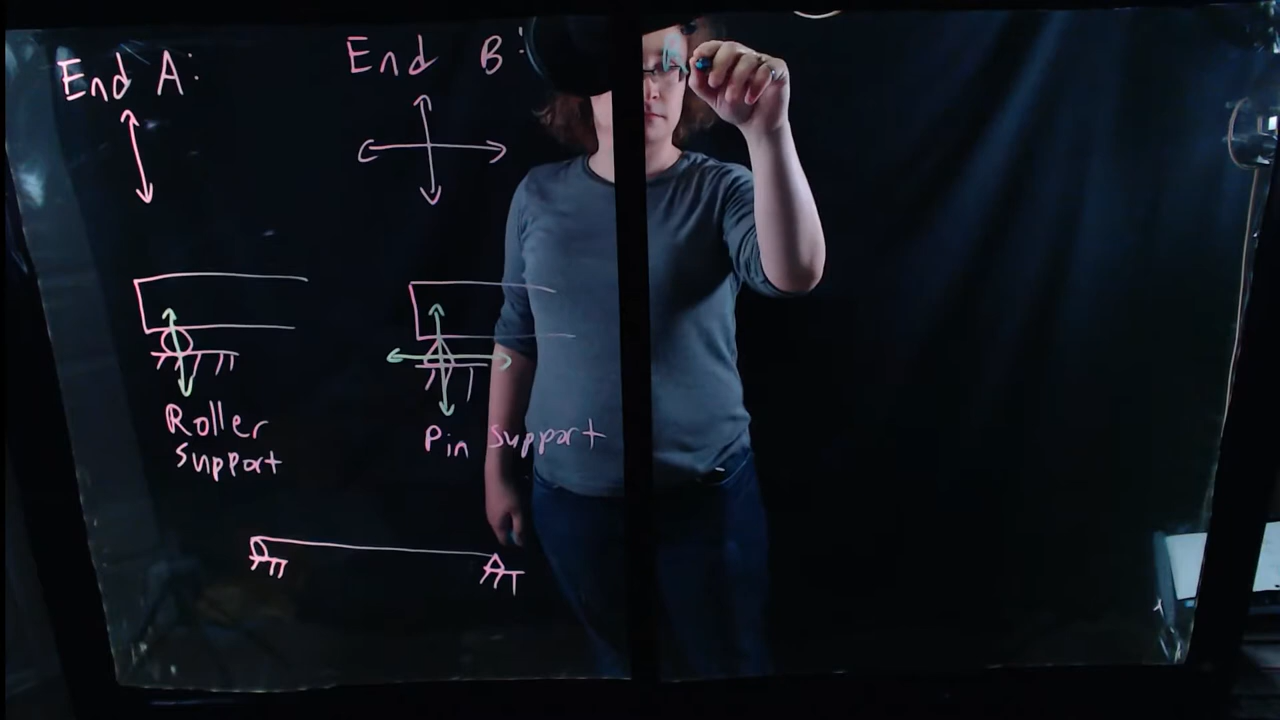 End A:
End B:
Roller
support
Pin support